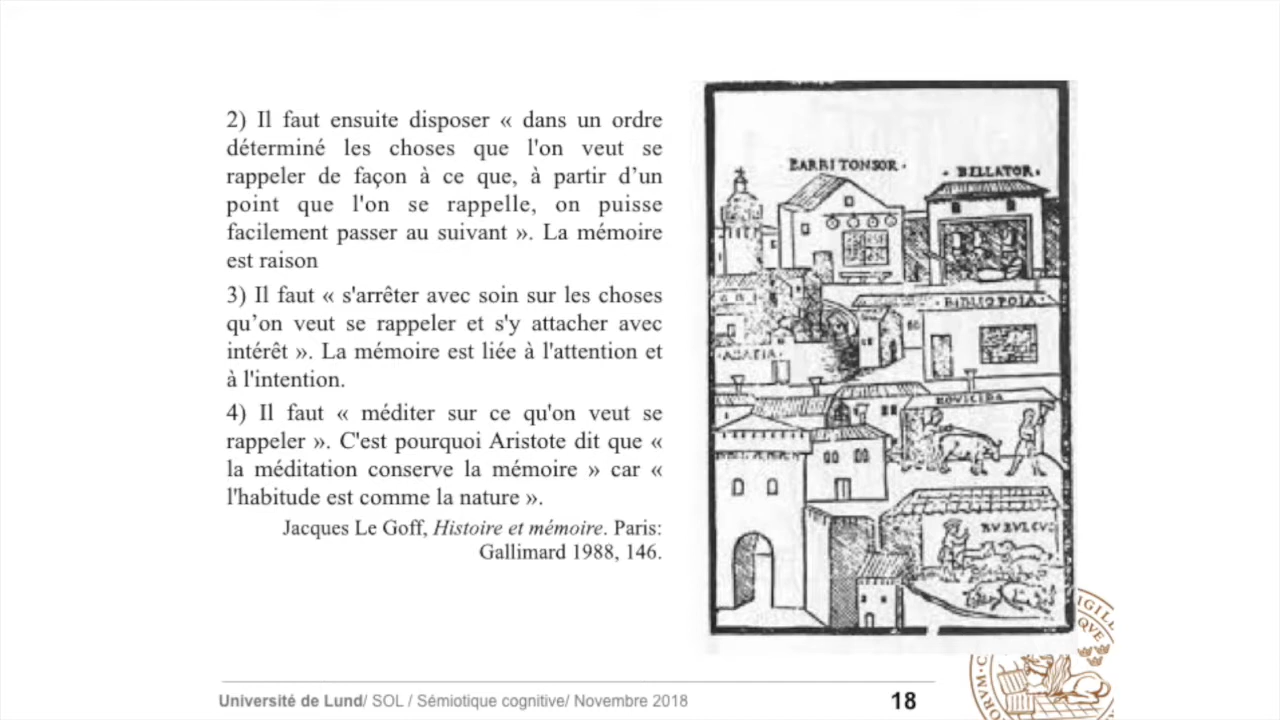 2) Il faut ensuite disposer « dans un ordre
déterminé les choses que l'on veut se
rappeler de façon à ce que, à partir d’un
point que l'on se rappelle, on puisse
facilement passer au suivant ». La mémoire
est raison
3) Il faut « s'arrêter avec soin sur les choses
qu’on veut se rappeler et s'y attacher avec
intérêt ». La mémoire est liée à l'attention et
à l'intention.
4) Il faut « méditer sur ce qu'on veut se
rappeler ». C'est pourquoi Aristote dit que «
la méditation conserve la mémoire » car «
l'habitude est comme la nature ».
Jacques Le Goff, Histoire et mémoire. Paris:
Gallimard 1988, 146.
BARBITONSOR·
· BELLATOR·
· BIBLIOPOLA·
BOVICIDA
BUBULCUS
Université de Lund/ SOL / Sémiotique cognitive/ Novembre 2018
18